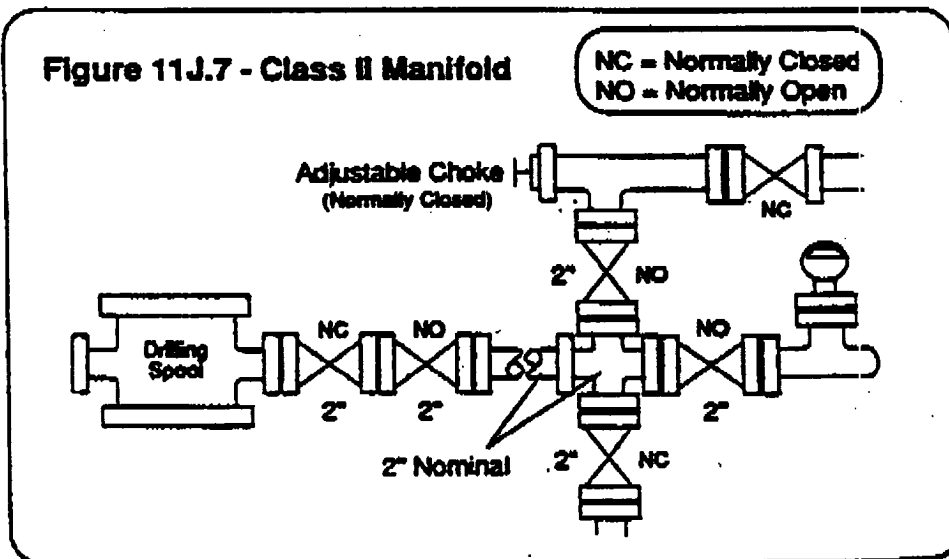 Figure 11J.7 - Class II Manifold
NC = Normally Closed
NO = Normally Open
Adjustable Choke
(Normally Closed)
NC
2" NO
NC NO
NO
Drilling
Spool
2" 2"
2"
2" Nominal
2" NC